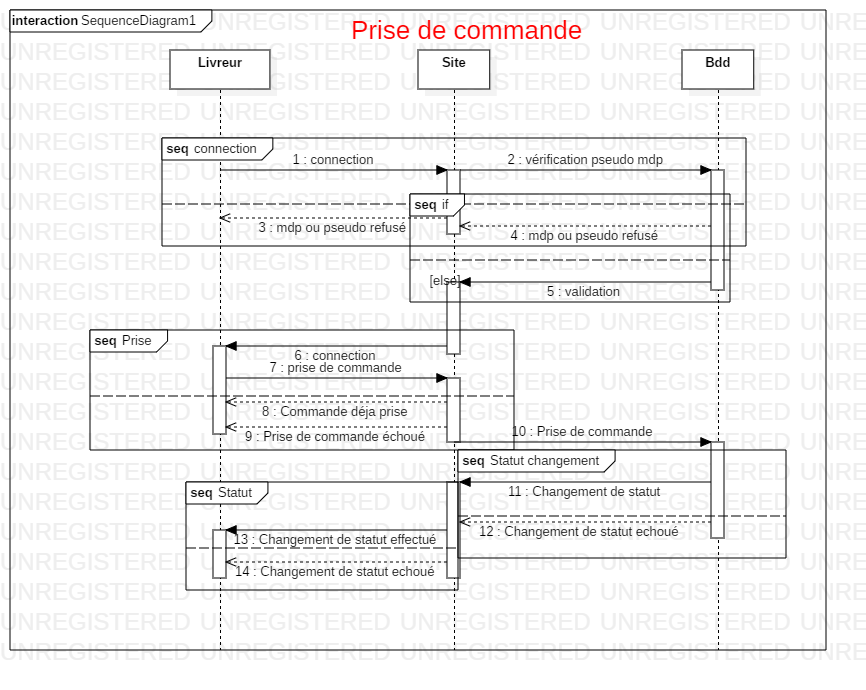 interaction SequenceDiagram1
Prise de commande
Livreur
Site
Bdd
seq connection
1 : connection
2 : vérification pseudo mdp
seq if
3 : mdp ou pseudo refusé
4 : mdp ou pseudo refusé
[else]
5 : validation
seq Prise
6 : connection
7 : prise de commande
8 : Commande déja prise
9 : Prise de commande échoué
10 : Prise de commande
seq Statut changement
11 : Changement de statut
seq Statut
12 : Changement de statut echoué
13 : Changement de statut effectué
14 : Changement de statut echoué
UNREGISTERED